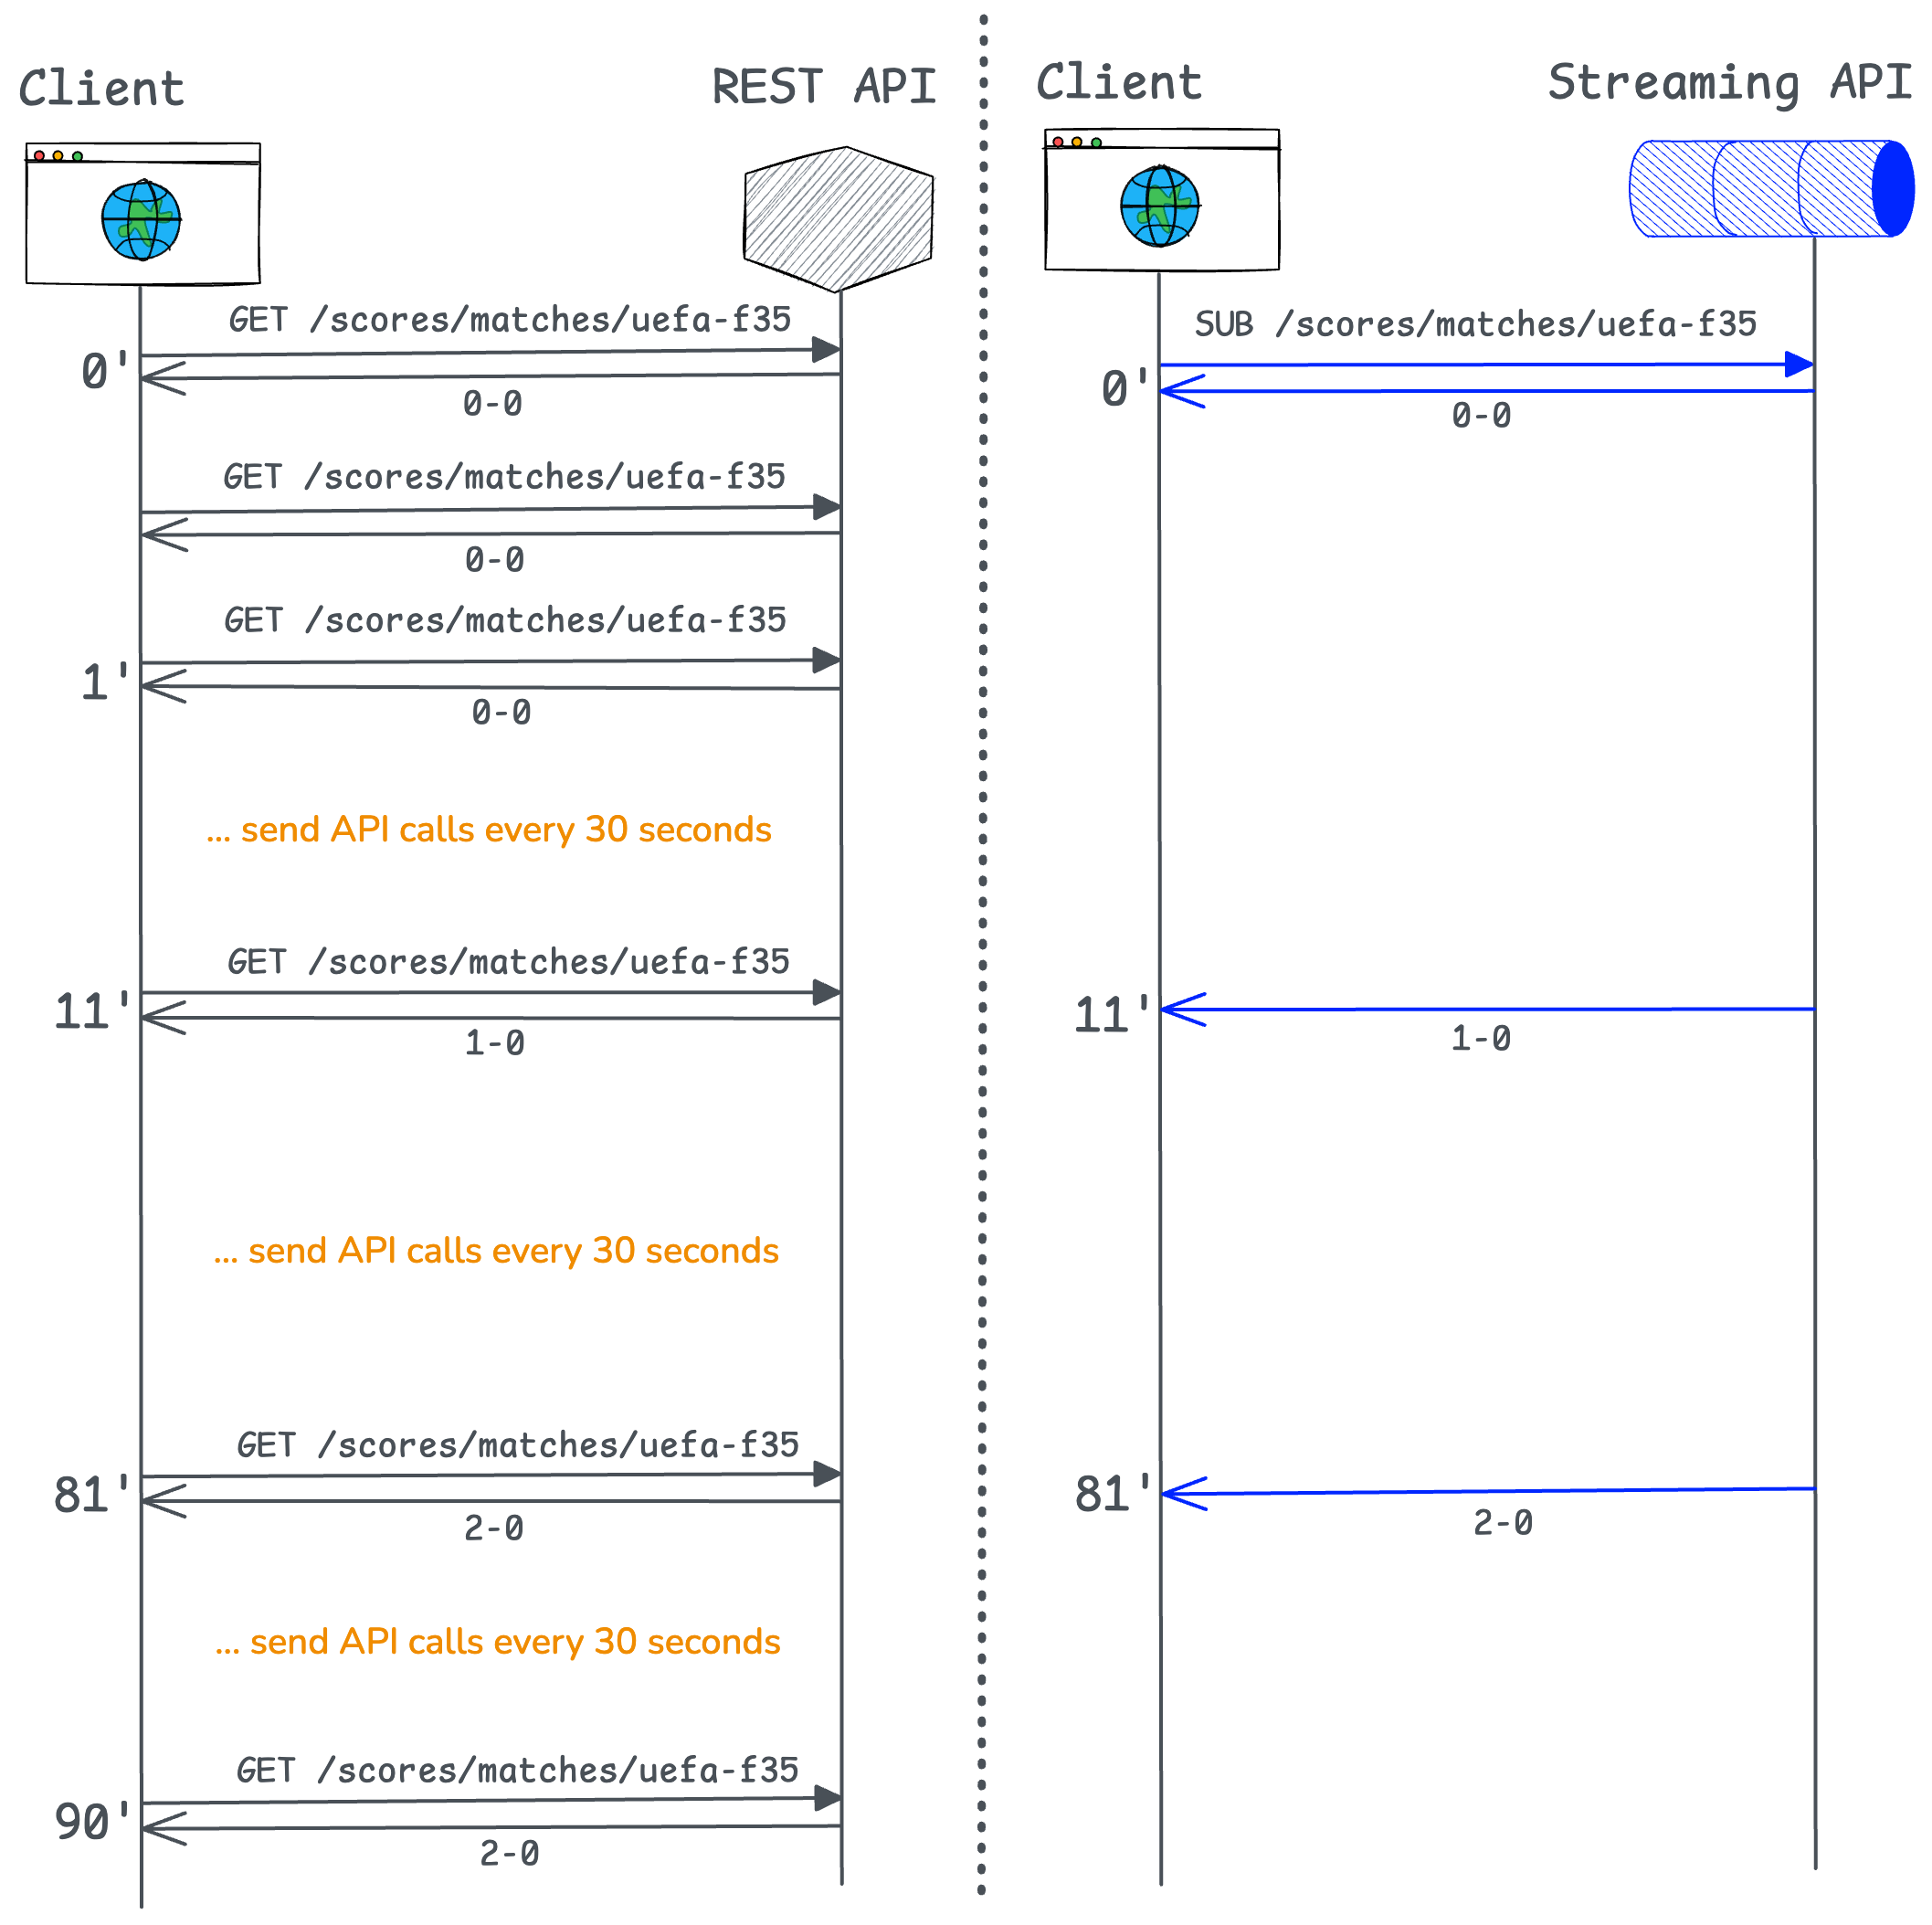 Client
REST API
GET /scores/matches/uefa-f35
0'
0-0
GET /scores/matches/uefa-f35
0-0
GET /scores/matches/uefa-f35
1'
0-0
... send API calls every 30 seconds
GET /scores/matches/uefa-f35
11'
1-0
... send API calls every 30 seconds
GET /scores/matches/uefa-f35
81'
2-0
... send API calls every 30 seconds
GET /scores/matches/uefa-f35
90'
2-0
Client
Streaming API
SUB /scores/matches/uefa-f35
0'
0-0
11'
1-0
81'
2-0